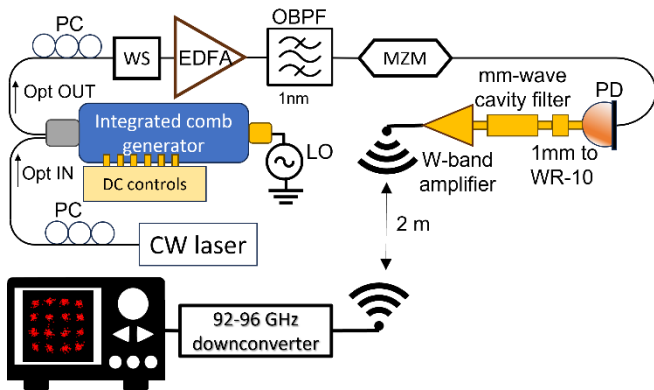 PC
WS
EDFA
OBPF
1nm
MZM
PD
mm-wave
cavity filter
1mm to
WR-10
W-band
amplifier
Opt OUT
Integrated comb
generator
LO
DC controls
Opt IN
PC
CW laser
2 m
92-96 GHz
downconverter